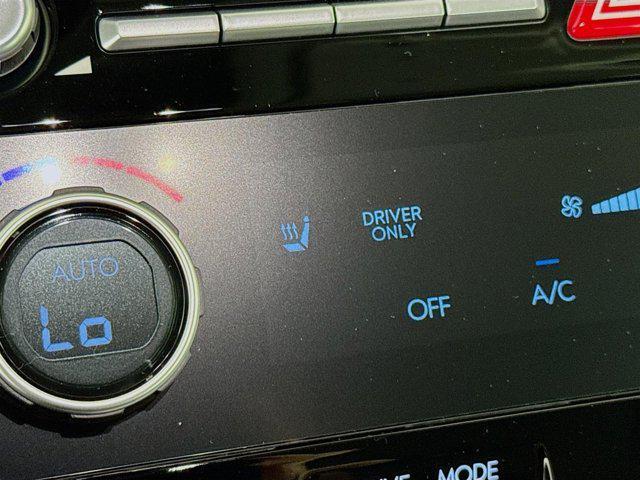 DRIVER
ONLY
AUTO
Lo
OFF
A/C
MODE